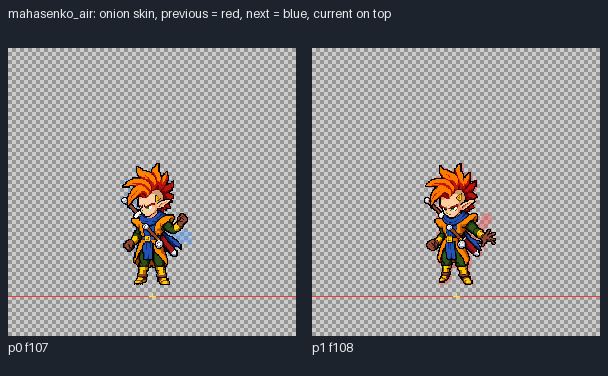 mahasenko_air: onion skin, previous = red, next = blue, current on top
p0 f107
p1 f108